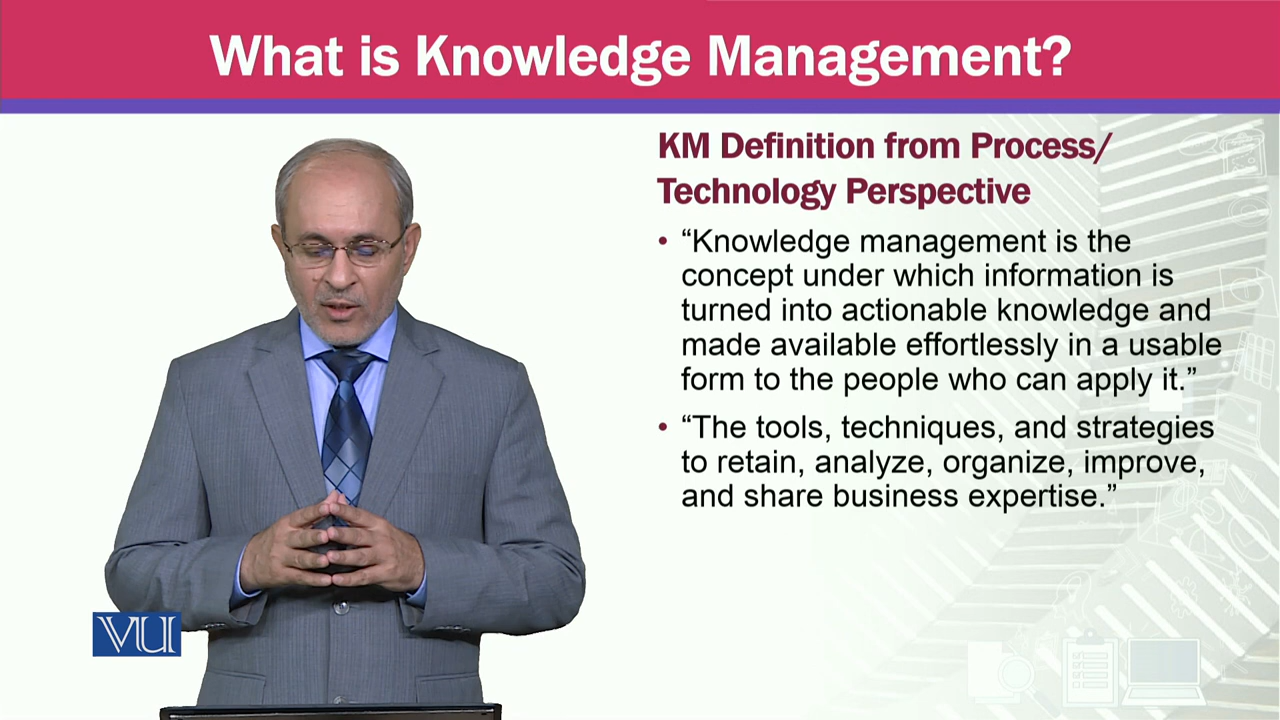 What is Knowledge Management?
KM Definition from Process/
Technology Perspective
• “Knowledge management is the
concept under which information is
turned into actionable knowledge and
made available effortlessly in a usable
form to the people who can apply it.”
• “The tools, techniques, and strategies
to retain, analyze, organize, improve,
and share business expertise.”
VU